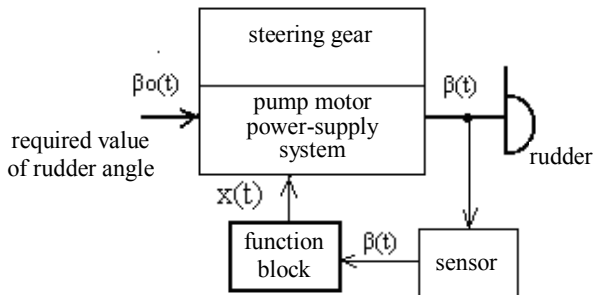 steering gear
βo(t)
β(t)
pump motor
power-supply
system
required value
of rudder angle
rudder
x(t)
function
block
β(t)
sensor